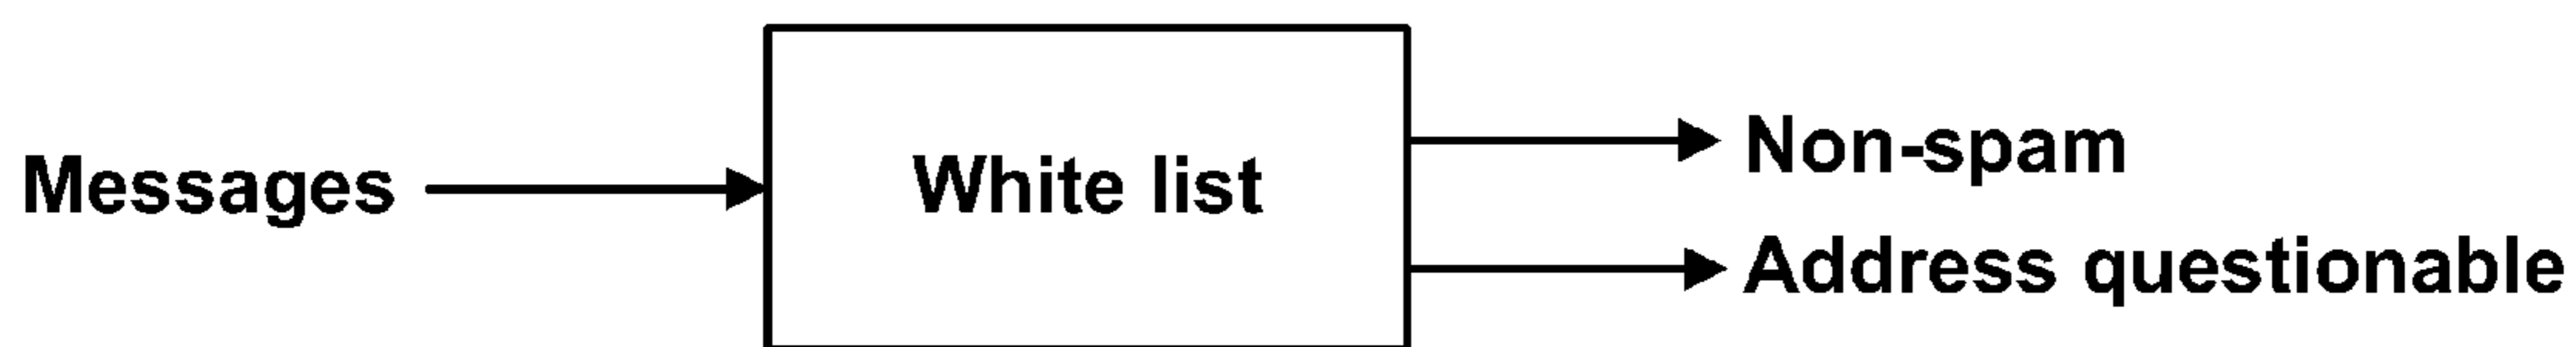 Messages
White list
Non-spam
Address questionable